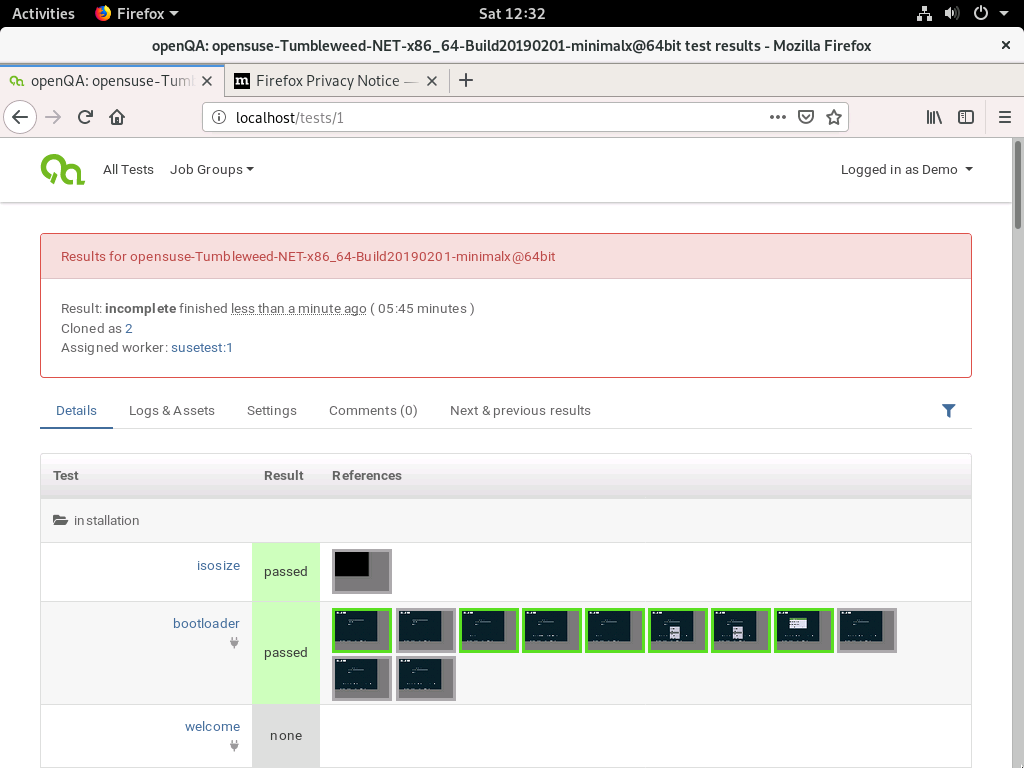 Activities Firefox Sat 12:32
openQA: opensuse-Tumbleweed-NET-x86_64-Build20190201-minimalx@64bit test results - Mozilla Firefox
openQA: opensuse-Tum Firefox Privacy Notice —
localhost/tests/1
All Tests Job Groups Logged in as Demo
Results for opensuse-Tumbleweed-NET-x86_64-Build20190201-minimalx@64bit
Result: incomplete finished less than a minute ago ( 05:45 minutes )
Cloned as 2
Assigned worker: susetest:1
Details Logs & Assets Settings Comments (0) Next & previous results
Test Result References
installation
isosize passed
bootloader passed
welcome none